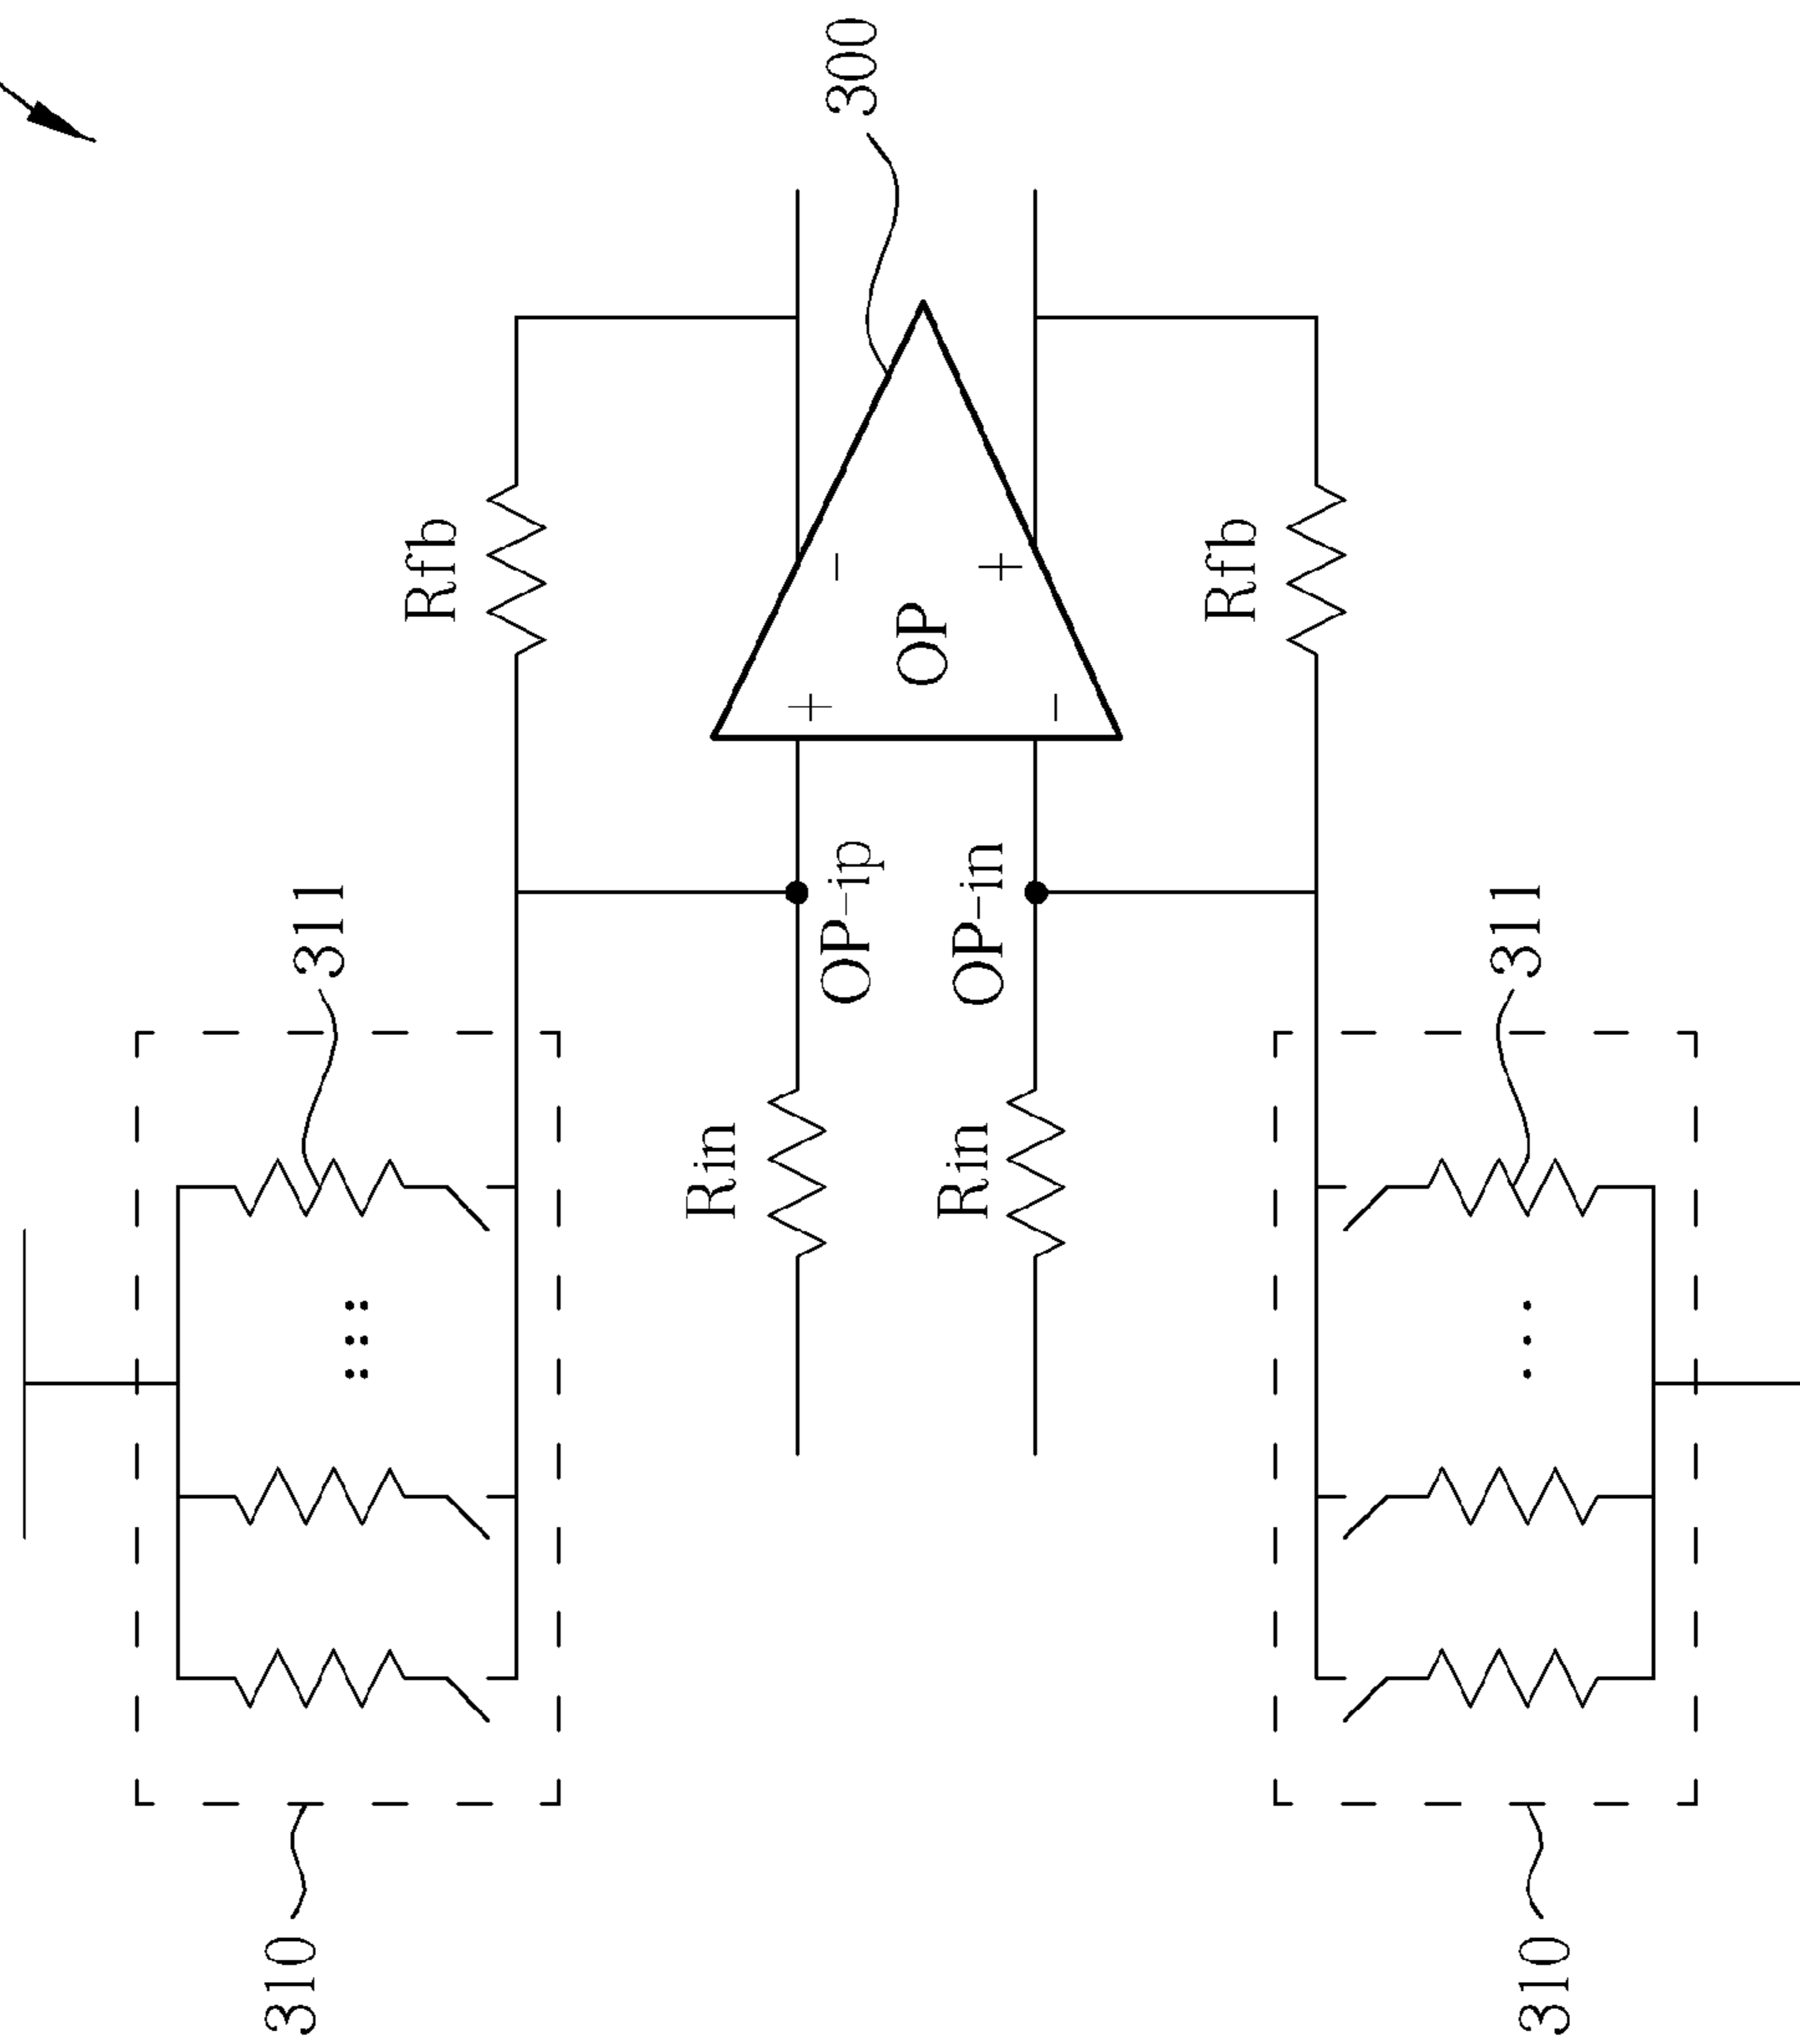 310
311
Rfb
Rin
OP-ip
+
-
300
OP
Rin
OP-in
-
+
310
311
Rfb